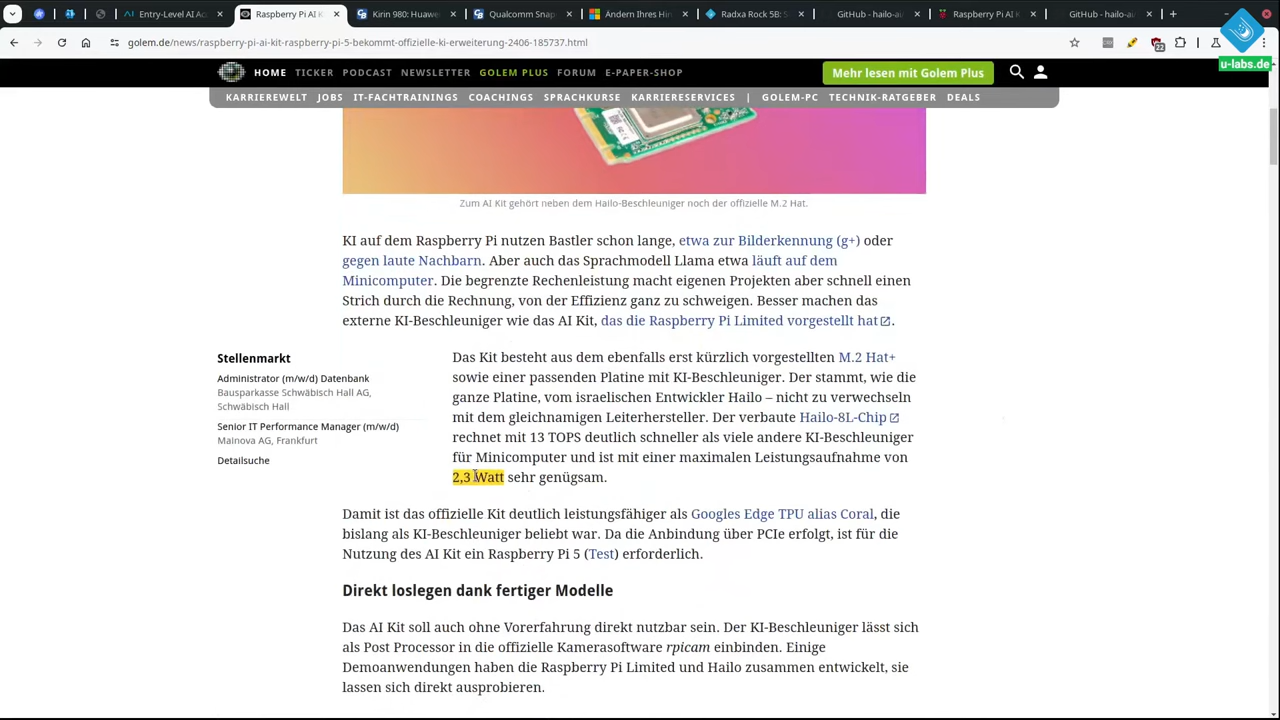 Entry-Level AI Ac
Raspberry Pi AI K
Kirin 980: Huawe
Qualcomm Snap
Ändern Ihres Hin
Radxa Rock 5B: S
GitHub - hailo-ai
Raspberry Pi AI K
GitHub - hailo-ai
golem.de/news/raspberry-pi-ai-kit-raspberry-pi-5-bekommt-offizielle-ki-erweiterung-2406-185737.html
22
u-labs.de
HOME TICKER PODCAST NEWSLETTER GOLEM PLUS FORUM E-PAPER-SHOP
Mehr lesen mit Golem Plus
KARRIEREWELT JOBS IT-FACHTRAININGS COACHINGS SPRACHKURSE KARRIERESERVICES | GOLEM-PC TECHNIK-RATGEBER DEALS
Zum AI Kit gehört neben dem Hailo-Beschleuniger noch der offizielle M.2 Hat.
KI auf dem Raspberry Pi nutzen Bastler schon lange, etwa zur Bilderkennung (g+) oder
gegen laute Nachbarn. Aber auch das Sprachmodell Llama etwa läuft auf dem
Minicomputer. Die begrenzte Rechenleistung macht eigenen Projekten aber schnell einen
Strich durch die Rechnung, von der Effizienz ganz zu schweigen. Besser machen das
externe KI-Beschleuniger wie das AI Kit, das die Raspberry Pi Limited vorgestellt hat.
Stellenmarkt
Administrator (m/w/d) Datenbank
Bausparkasse Schwäbisch Hall AG,
Schwäbisch Hall
Senior IT Performance Manager (m/w/d)
Mainova AG, Frankfurt
Detailsuche
Das Kit besteht aus dem ebenfalls erst kürzlich vorgestellten M.2 Hat+
sowie einer passenden Platine mit KI-Beschleuniger. Der stammt, wie die
ganze Platine, vom israelischen Entwickler Hailo – nicht zu verwechseln
mit dem gleichnamigen Leiterhersteller. Der verbaute Hailo-8L-Chip
rechnet mit 13 TOPS deutlich schneller als viele andere KI-Beschleuniger
für Minicomputer und ist mit einer maximalen Leistungsaufnahme von
2,3 Watt sehr genügsam.
Damit ist das offizielle Kit deutlich leistungsfähiger als Googles Edge TPU alias Coral, die
bislang als KI-Beschleuniger beliebt war. Da die Anbindung über PCIe erfolgt, ist für die
Nutzung des AI Kit ein Raspberry Pi 5 (Test) erforderlich.
Direkt loslegen dank fertiger Modelle
Das AI Kit soll auch ohne Vorerfahrung direkt nutzbar sein. Der KI-Beschleuniger lässt sich
als Post Processor in die offizielle Kamerasoftware rpicam einbinden. Einige
Demoanwendungen haben die Raspberry Pi Limited und Hailo zusammen entwickelt, sie
lassen sich direkt ausprobieren.